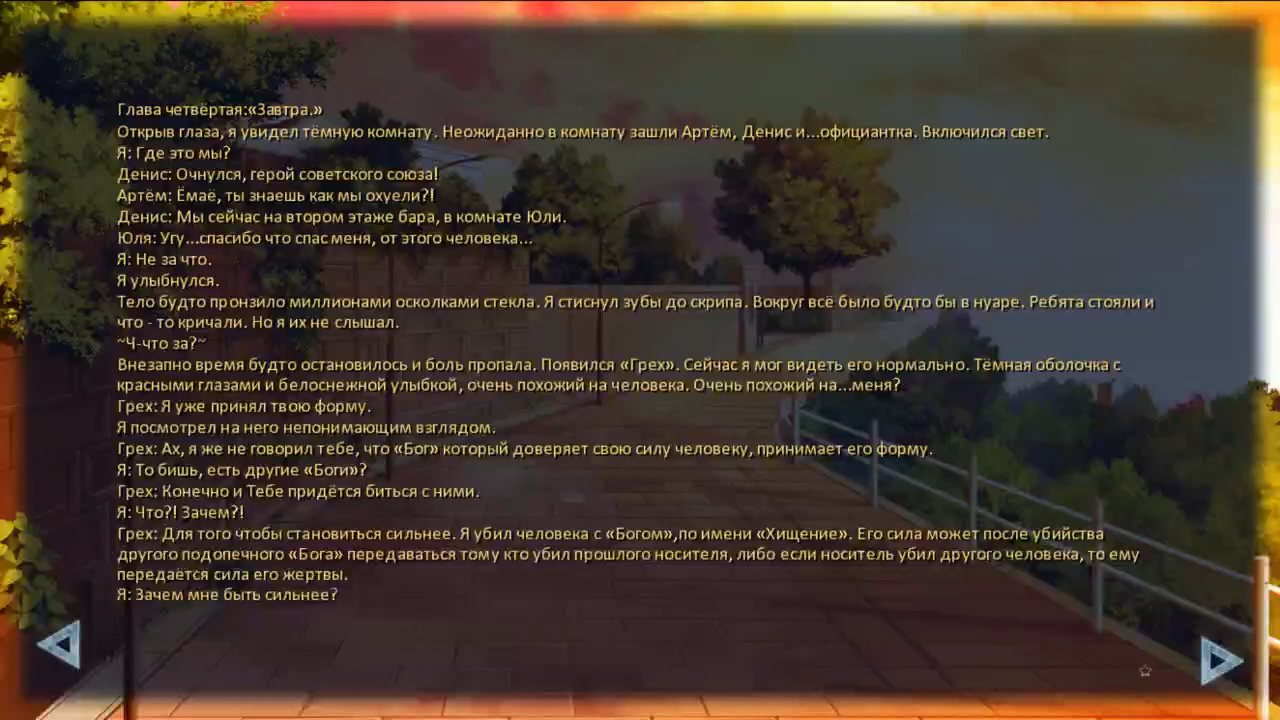 Глава четвёртая:«Завтра.»
Открыв глаза, я увидел тёмную комнату. Неожиданно в комнату зашли Артём, Денис и...официантка. Включился свет.
Я: Где это мы?
Денис: Очнулся, герой советского союза!
Артём: Ёмаё, ты знаешь как мы охуели?!
Денис: Мы сейчас на втором этаже бара, в комнате Юли.
Юля: Угу...спасибо что спас меня, от этого человека...
Я: Не за что.
Я улыбнулся.
Тело будто пронзило миллионами осколками стекла. Я стиснул зубы до скрипа. Вокруг всё было будто бы в нуаре. Ребята стояли и
что - то кричали. Но я их не слышал.
~Ч-что за?~
Внезапно время будто остановилось и боль пропала. Появился «Грех». Сейчас я мог видеть его нормально. Тёмная оболочка с
красными глазами и белоснежной улыбкой, очень похожий на человека. Очень похожий на...меня?
Грех: Я уже принял твою форму.
Я посмотрел на него непонимающим взглядом.
Грех: Ах, я же не говорил тебе, что «Бог» который доверяет свою силу человеку, принимает его форму.
Я: То бишь, есть другие «Боги»?
Грех: Конечно и Тебе придётся биться с ними.
Я: Что?! Зачем?!
Грех: Для того чтобы становиться сильнее. Я убил человека с «Богом»,по имени «Хищение». Его сила может после убийства
другого подопечного «Бога» передаваться тому кто убил прошлого носителя, либо если носитель убил другого человека, то ему
передаётся сила его жертвы.
Я: Зачем мне быть сильнее?